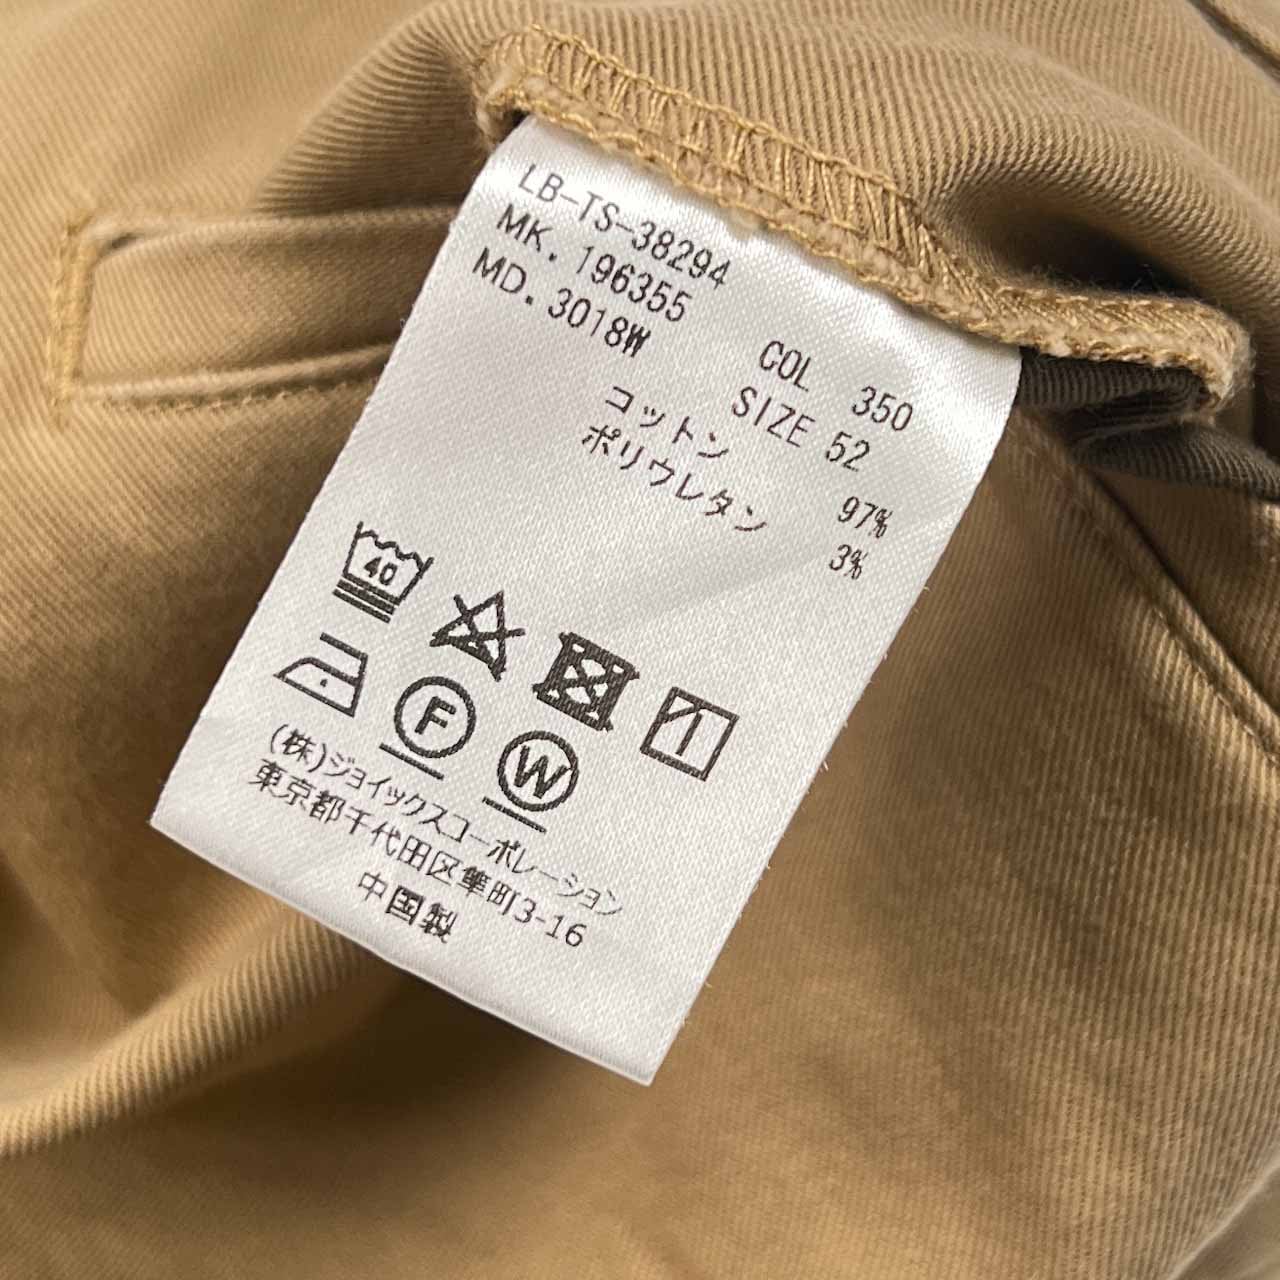 LB-TS-38294
MK. 196355
MD. 3018W
COL 350
SIZE 52
コットン 97%
ポリウレタン 3%
40
F
W
(株)ジョイックスコーポレーション
東京都千代田区隼町3-16
中国製